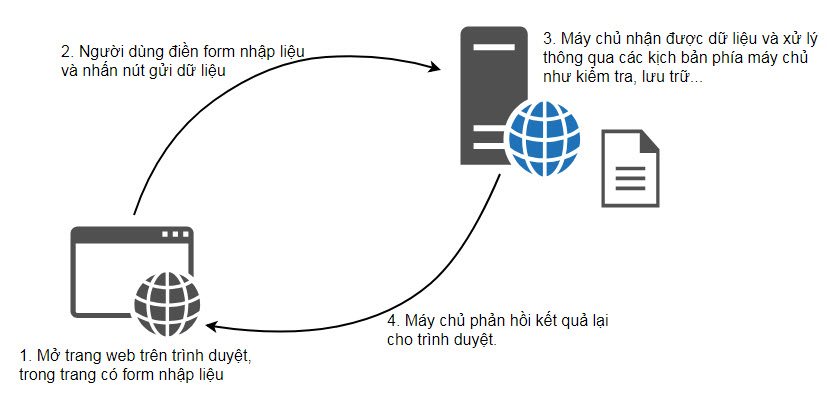 2. Người dùng điền form nhập liệu
và nhấn nút gửi dữ liệu
3. Máy chủ nhận được dữ liệu và xử lý
thông qua các kịch bản phía máy chủ
như kiểm tra, lưu trữ...
4. Máy chủ phản hồi kết quả lại
cho trình duyệt.
1. Mở trang web trên trình duyệt,
trong trang có form nhập liệu